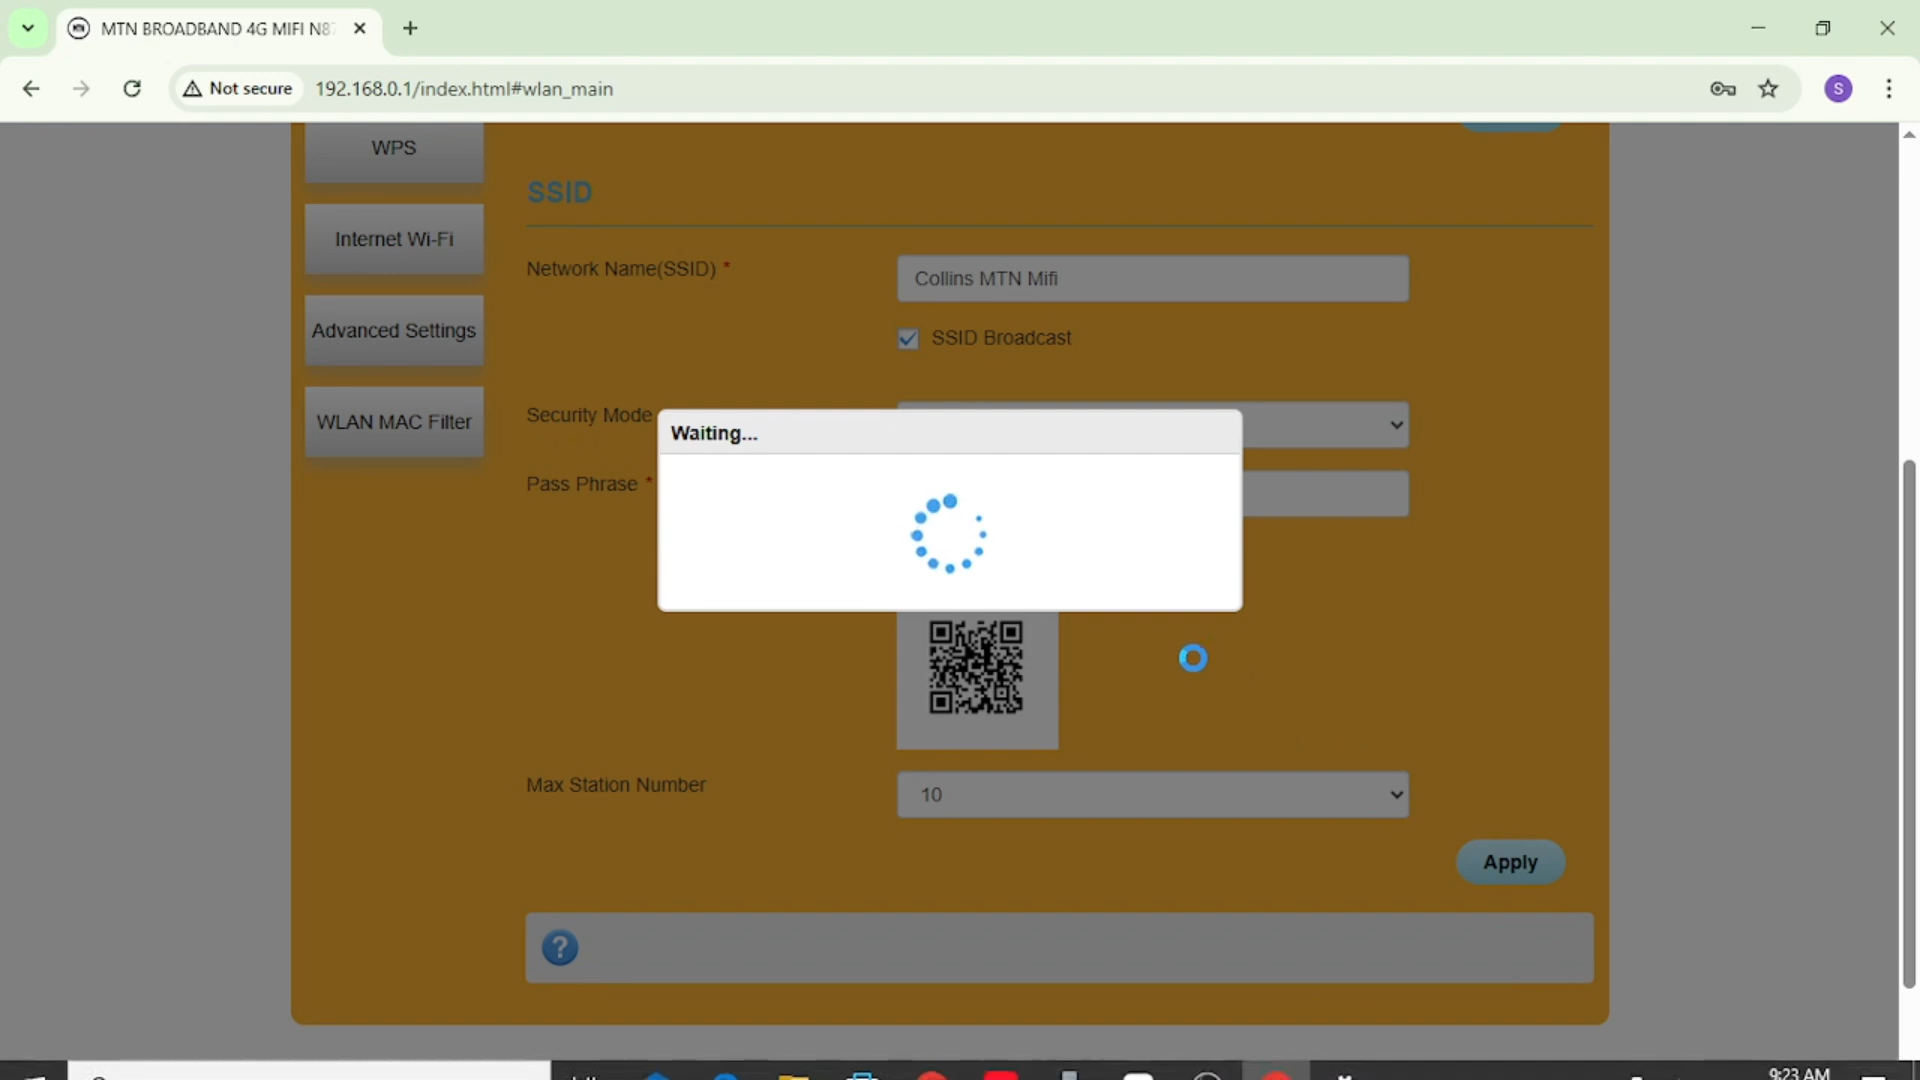 MTN BROADBAND 4G MIFI N8
Not secure
192.168.0.1/index.html#wlan_main
S
WPS
SSID
Internet Wi-Fi
Network Name(SSID) *
Collins MTN Mifi
Advanced Settings
SSID Broadcast
WLAN MAC Filter
Security Mode
Waiting...
Pass Phrase *
Max Station Number
10
Apply
?
9:23 AM